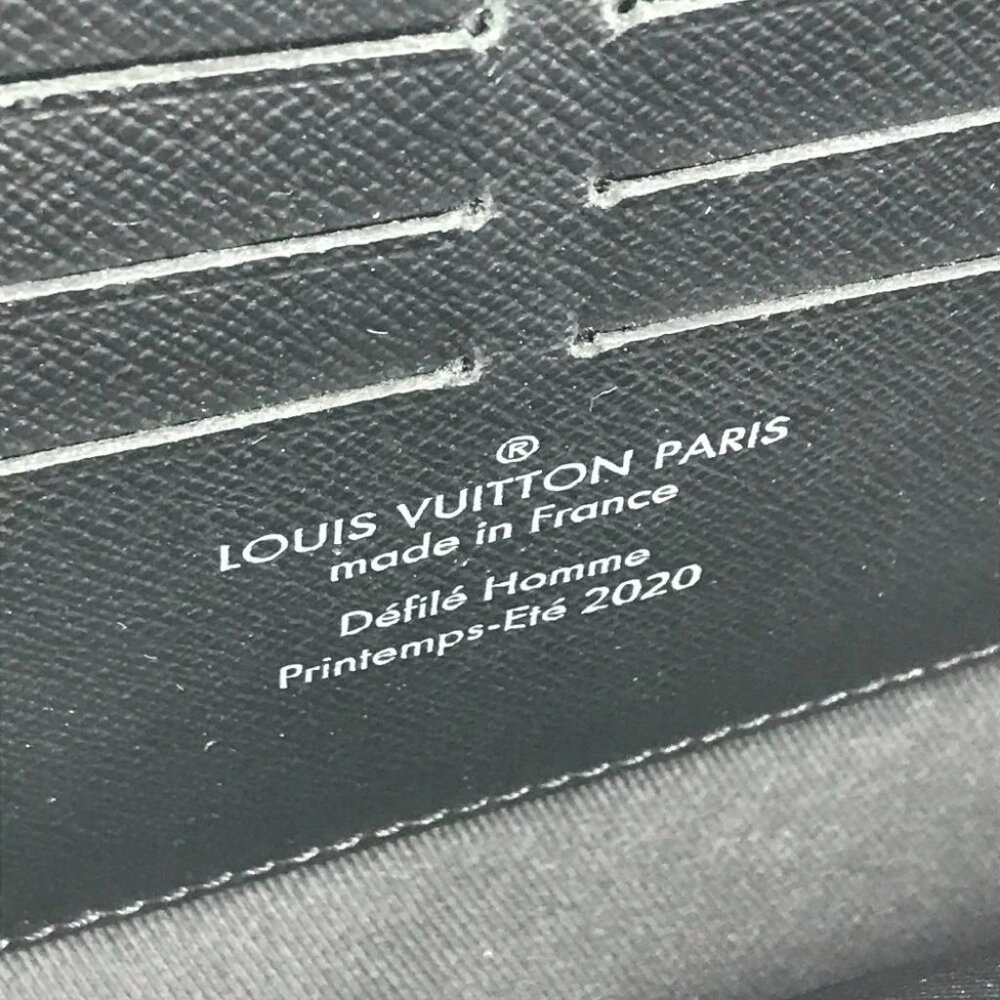 ®
LOUIS VUITTON PARIS
made in France
Défilé Homme
Printemps-Eté 2020